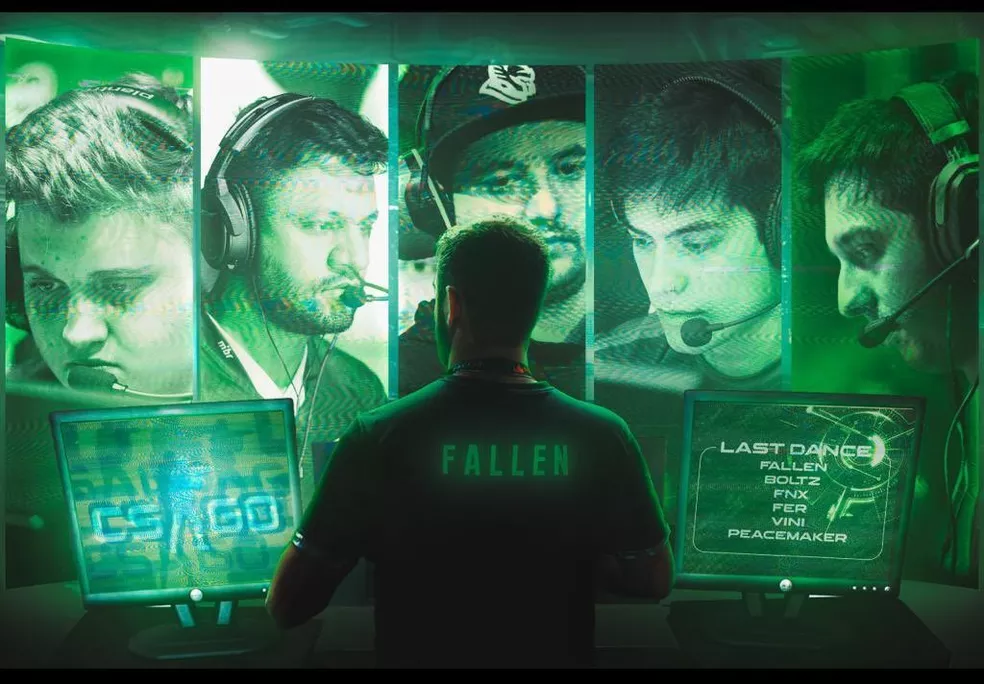 mibr
FALLEN
CS GO
LAST DANCE
FALLEN
BOLTZ
FNX
FER
VINI
PEACEMAKER